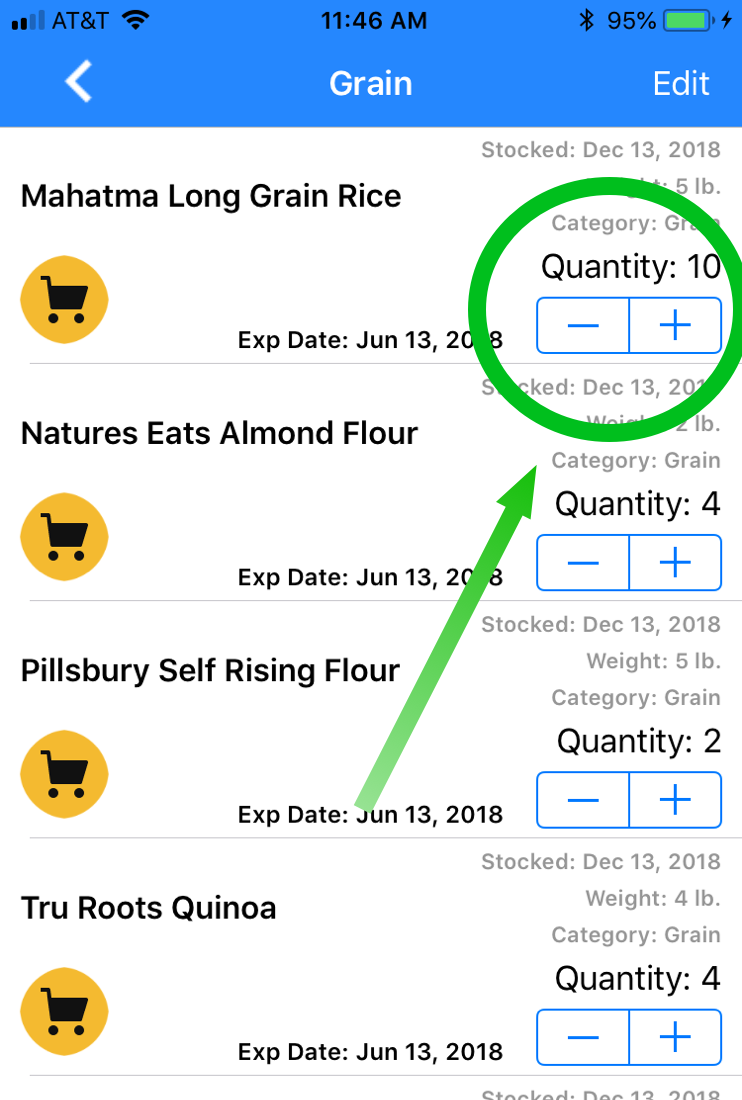 AT&T 11:46 AM 95%
Grain Edit
Stocked: Dec 13, 2018
Mahatma Long Grain Rice
5 lb.
Category: Grain
Quantity: 10
Exp Date: Jun 13, 2018
Stocked: Dec 13, 2018
Natures Eats Almond Flour
Weight: 2 lb.
Category: Grain
Quantity: 4
Exp Date: Jun 13, 2018
Stocked: Dec 13, 2018
Pillsbury Self Rising Flour
Weight: 5 lb.
Category: Grain
Quantity: 2
Exp Date: Jun 13, 2018
Stocked: Dec 13, 2018
Tru Roots Quinoa
Weight: 4 lb.
Category: Grain
Quantity: 4
Exp Date: Jun 13, 2018
Stocked: Dec 13, 2018